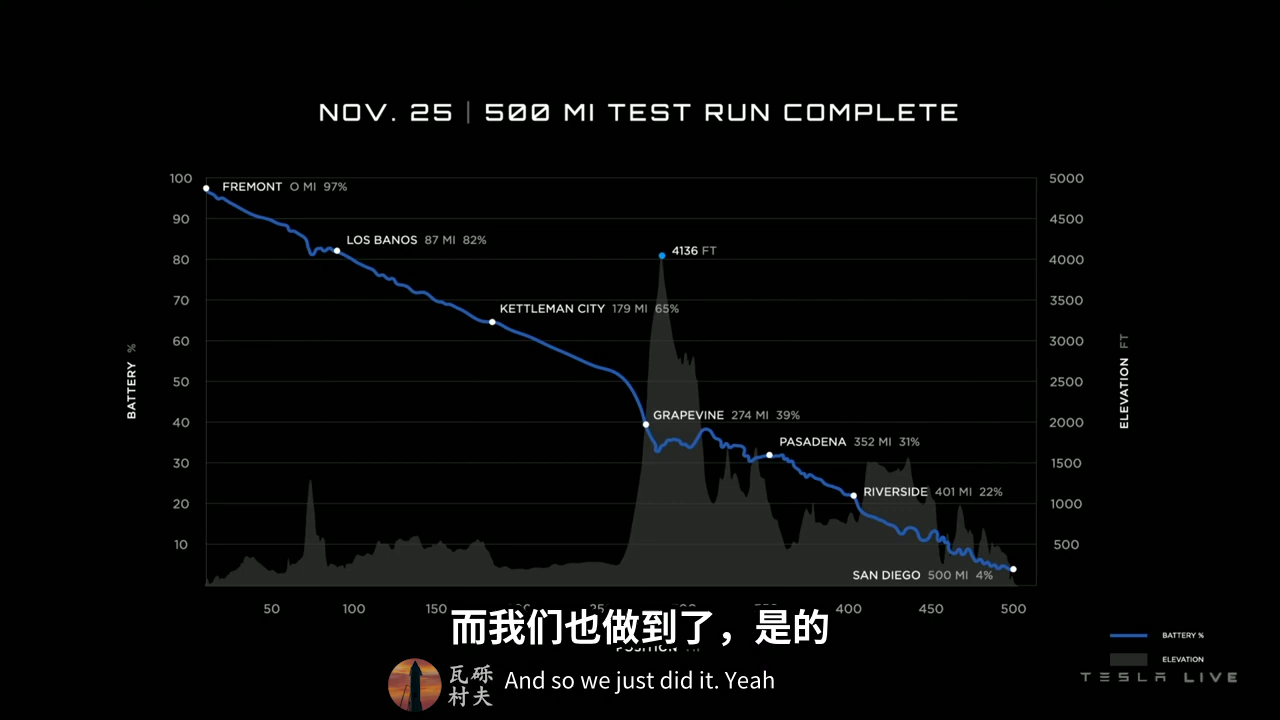 NOV. 25 | 500 MI TEST RUN COMPLETE
100
90
80
70
60
50
40
30
20
10
BATTERY %
5000
4500
4000
3500
3000
2500
2000
1500
1000
500
ELEVATION FT
FREMONT O MI 97%
LOS BANOS 87 MI 82%
4136 FT
KETTLEMAN CITY 179 MI 65%
GRAPEVINE 274 MI 39%
PASADENA 352 MI 31%
RIVERSIDE 401 MI 22%
SAN DIEGO 500 MI 4%
50 100 150 400 450 500
而我们也做到了，是的
BATTERY %
ELEVATION
TESLA LIVE
瓦砾
村夫
And so we just did it. Yeah